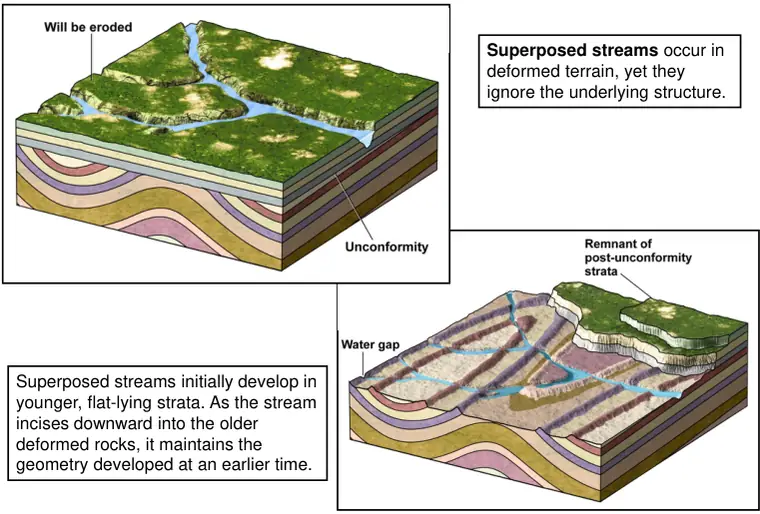 Will be eroded
Superposed streams occur in
deformed terrain, yet they
ignore the underlying structure.
Unconformity
Remnant of
post-unconformity
strata
Water gap
Superposed streams initially develop in
younger, flat-lying strata. As the stream
incises downward into the older
deformed rocks, it maintains the
geometry developed at an earlier time.